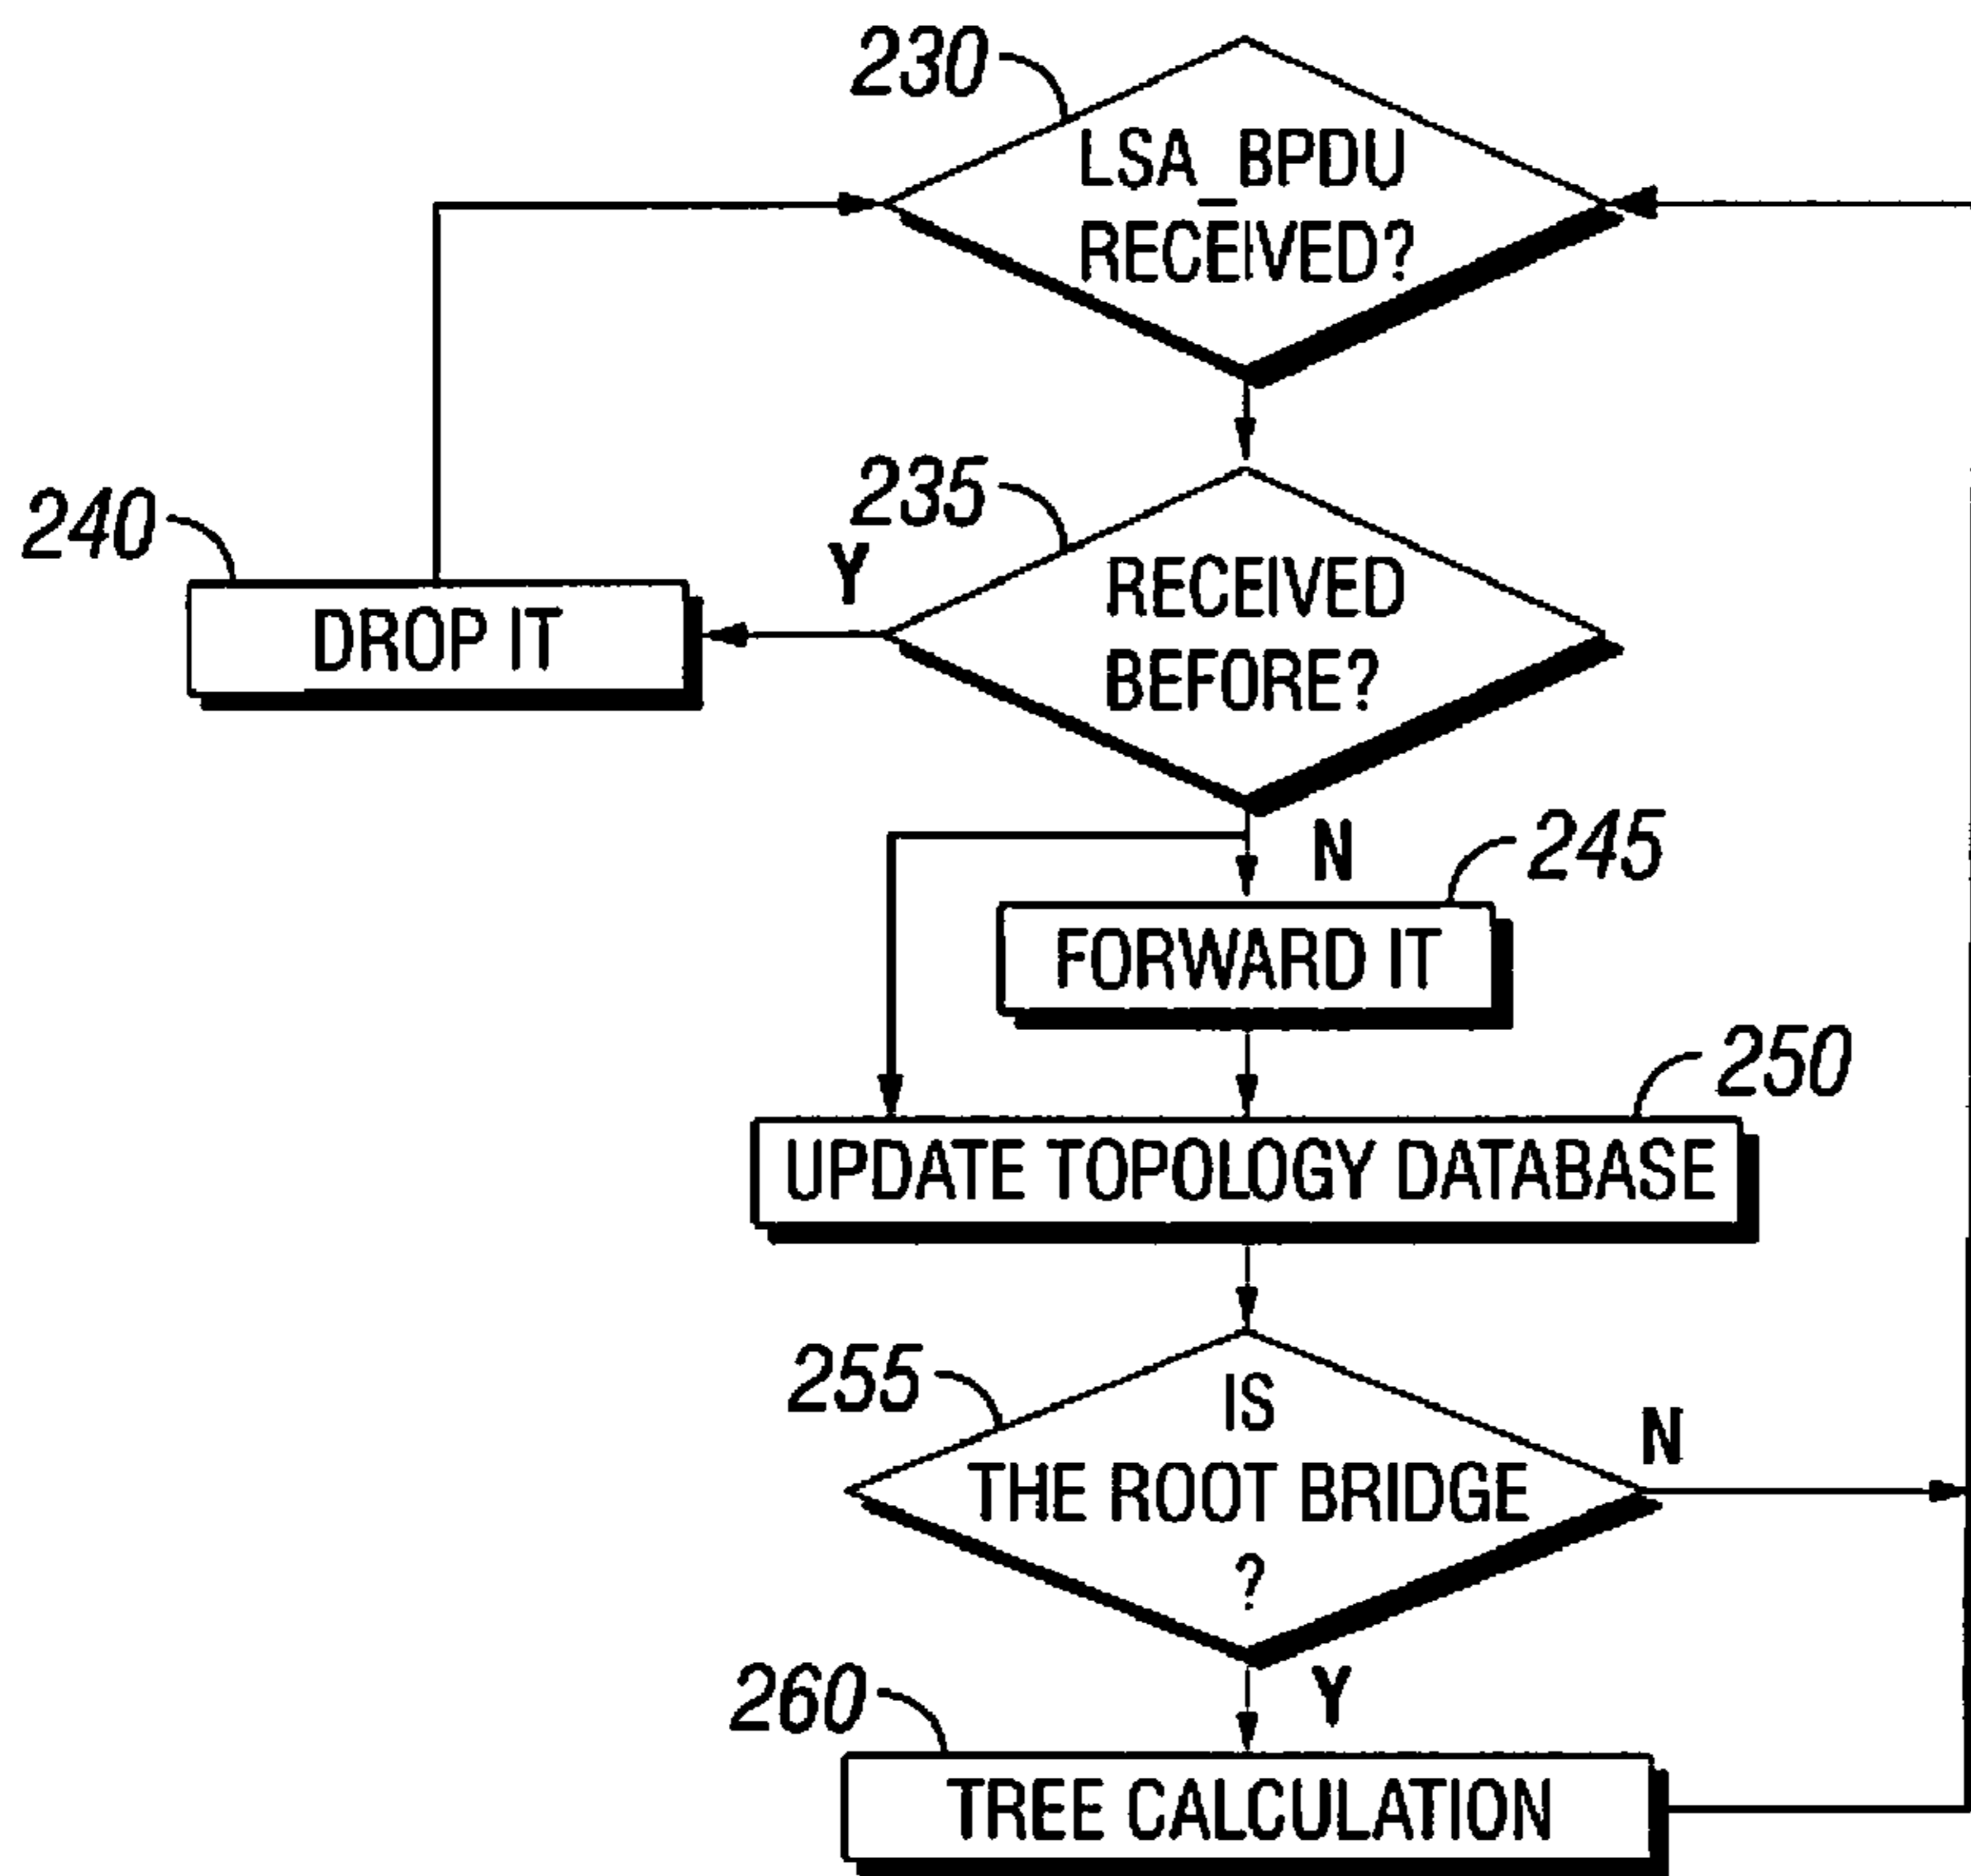 230
LSA_BPDU
RECEIVED?
235
240
Y
RECEIVED
BEFORE?
DROP IT
N
245
FORWARD IT
250
UPDATE TOPOLOGY DATABASE
255
IS
N
THE ROOT BRIDGE
?
260
Y
TREE CALCULATION